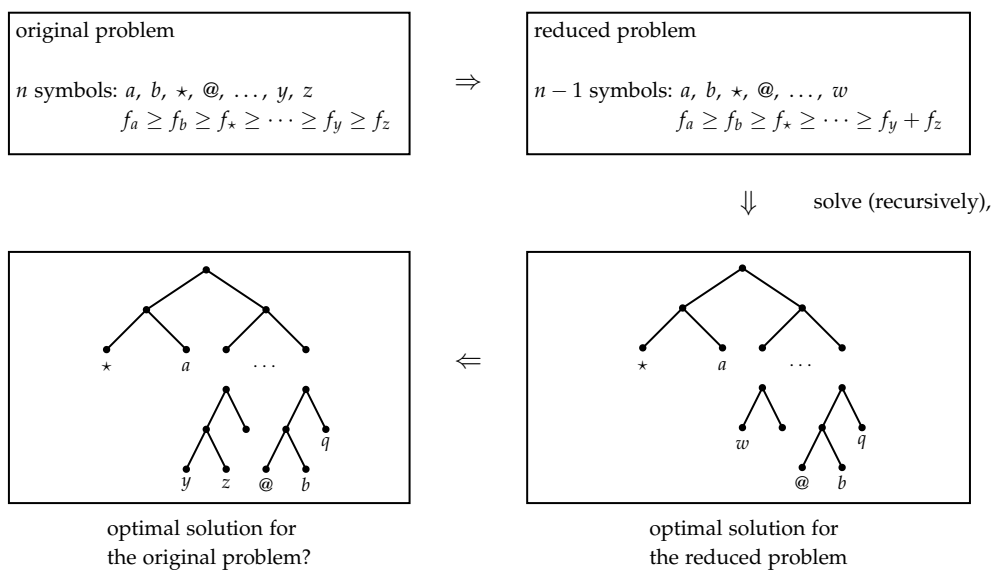 original problem
n symbols: a, b, ⋆, @, …, y, z
f_a ≥ f_b ≥ f_⋆ ≥ ⋯ ≥ f_y ≥ f_z
⇒
reduced problem
n − 1 symbols: a, b, ⋆, @, …, w
f_a ≥ f_b ≥ f_⋆ ≥ ⋯ ≥ f_y + f_z
⇓ solve (recursively),
⋆ a ⋯
q
y z @ b
optimal solution for
the original problem?
⇐
⋆ a ⋯
w q
@ b
optimal solution for
the reduced problem